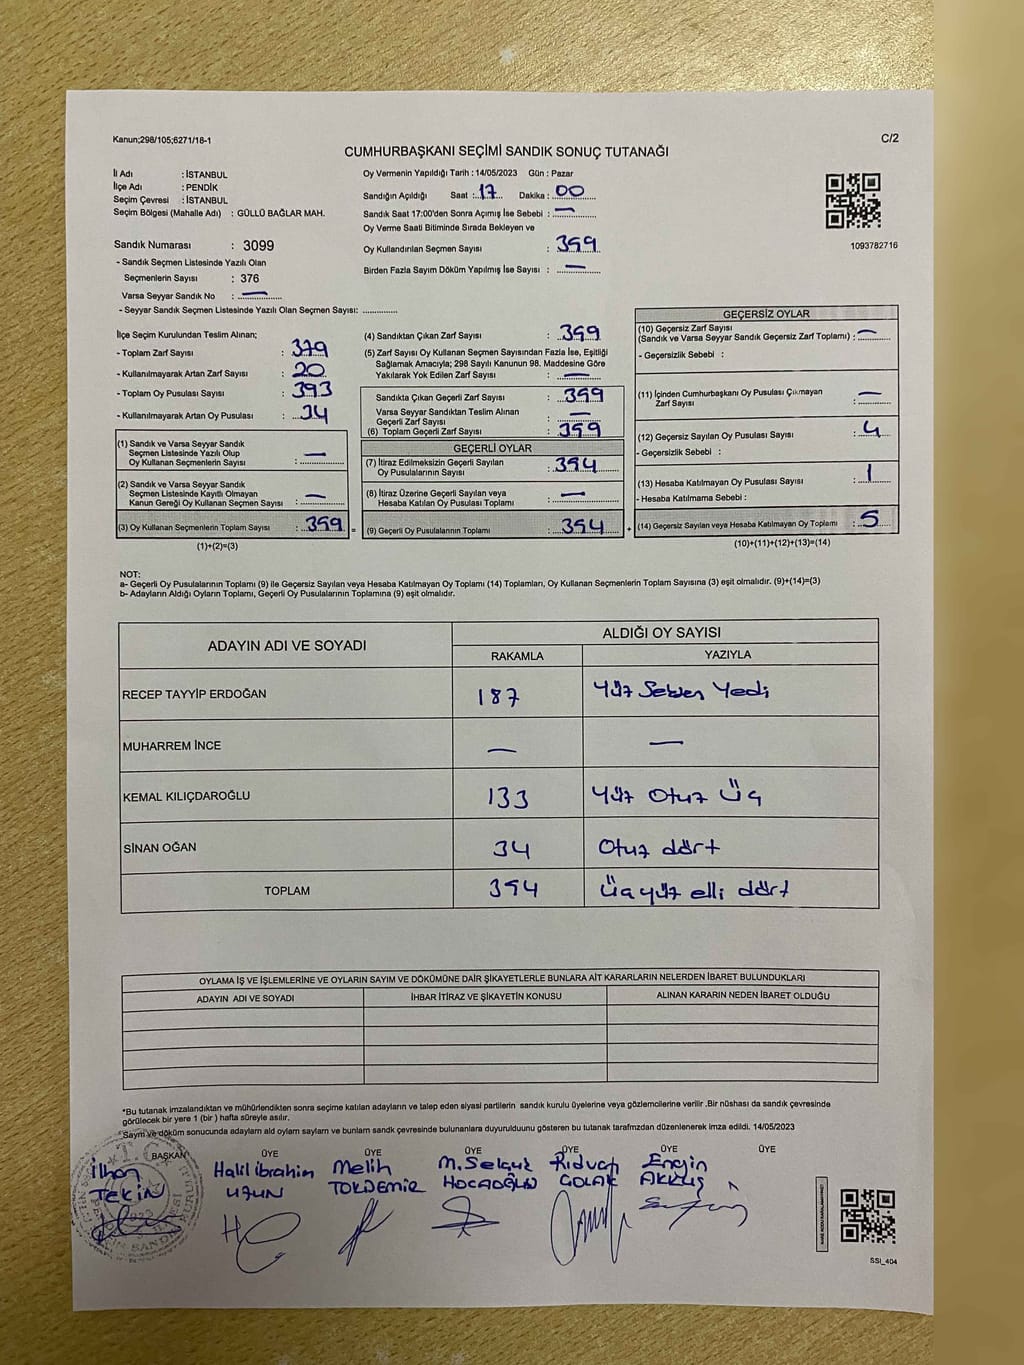 Kanun;298/105;6271/18-1
C/2
CUMHURBAŞKANI SEÇİMİ SANDIK SONUÇ TUTANAĞI
İl Adı : İSTANBUL
İlçe Adı : PENDİK
Seçim Çevresi : İSTANBUL
Seçim Bölgesi (Mahalle Adı) : GÜLLÜ BAĞLAR MAH.
Sandık Numarası : 3099
- Sandık Seçmen Listesinde Yazılı Olan
Seçmenlerin Sayısı : 376
Varsa Seyyar Sandık No : —
- Seyyar Sandık Seçmen Listesinde Yazılı Olan Seçmen Sayısı: ............
Oy Vermenin Yapıldığı Tarih : 14/05/2023 Gün : Pazar
Sandığın Açıldığı Saat : 17 Dakika : 00
Sandık Saat 17:00'den Sonra Açımış İse Sebebi : —
Oy Verme Saati Bitiminde Sırada Bekleyen ve
Oy Kullandırılan Seçmen Sayısı : 359
Birden Fazla Sayım Döküm Yapılmış İse Sayısı : —
1093782716
İlçe Seçim Kurulundan Teslim Alınan;
- Toplam Zarf Sayısı : 379
- Kullanılmayarak Artan Zarf Sayısı : 20
- Toplam Oy Pusulası Sayısı : 393
- Kullanılmayarak Artan Oy Pusulası : 34
(1) Sandık ve Varsa Seyyar Sandık
Seçmen Listesinde Yazılı Olup
Oy Kullanan Seçmenlerin Sayısı : —
(2) Sandık ve Varsa Seyyar Sandık
Seçmen Listesinde Kayıtlı Olmayan
Kanun Gereği Oy Kullanan Seçmen Sayısı : —
(3) Oy Kullanan Seçmenlerin Toplam Sayısı : 359 =
(1)+(2)=(3)
(4) Sandıktan Çıkan Zarf Sayısı : 359
(5) Zarf Sayısı Oy Kullanan Seçmen Sayısından Fazla İse, Eşitliği
Sağlamak Amacıyla; 298 Sayılı Kanunun 98. Maddesine Göre
Yakılarak Yok Edilen Zarf Sayısı : —
Sandıkta Çıkan Geçerli Zarf Sayısı : 359
Varsa Seyyar Sandıktan Teslim Alınan
Geçerli Zarf Sayısı : —
(6) Toplam Geçerli Zarf Sayısı : 359
GEÇERLİ OYLAR
(7) İtiraz Edilmeksizin Geçerli Sayılan
Oy Pusulalarının Sayısı : 354
(8) İtiraz Üzerine Geçerli Sayılan veya
Hesaba Katılan Oy Pusulası Toplamı : —
(9) Geçerli Oy Pusulalarının Toplamı : 354 +
GEÇERSİZ OYLAR
(10) Geçersiz Zarf Sayısı
(Sandık ve Varsa Seyyar Sandık Geçersiz Zarf Toplamı) : —
- Geçersizlik Sebebi :
(11) İçinden Cumhurbaşkanı Oy Pusulası Çıkmayan
Zarf Sayısı : —
(12) Geçersiz Sayılan Oy Pusulası Sayısı : 4
- Geçersizlik Sebebi :
(13) Hesaba Katılmayan Oy Pusulası Sayısı : 1
- Hesaba Katılmama Sebebi :
(14) Geçersiz Sayılan veya Hesaba Katılmayan Oy Toplamı : 5
(10)+(11)+(12)+(13)=(14)
NOT:
a- Geçerli Oy Pusulalarının Toplamı (9) ile Geçersiz Sayılan veya Hesaba Katılmayan Oy Toplamı (14) Toplamları, Oy Kullanan Seçmenlerin Toplam Sayısına (3) eşit olmalıdır. (9)+(14)=(3)
b- Adayların Aldığı Oyların Toplamı, Geçerli Oy Pusulalarının Toplamına (9) eşit olmalıdır.
ADAYIN ADI VE SOYADI
ALDIĞI OY SAYISI
RAKAMLA YAZIYLA
RECEP TAYYİP ERDOĞAN 187 Yüz Seksen Yedi
MUHARREM İNCE — —
KEMAL KILIÇDAROĞLU 133 Yüz Otuz Üç
SİNAN OĞAN 34 Otuz dört
TOPLAM 354 Üçyüz elli dört
OYLAMA İŞ VE İŞLEMLERİNE VE OYLARIN SAYIM VE DÖKÜMÜNE DAİR ŞİKAYETLERLE BUNLARA AİT KARARLARIN NELERDEN İBARET BULUNDUKLARI
ADAYIN ADI VE SOYADI İHBAR İTİRAZ VE ŞİKAYETİN KONUSU ALINAN KARARIN NEDEN İBARET OLDUĞU
*Bu tutanak imzalandıktan ve mühürlendikten sonra seçime katılan adayların ve talep eden siyasi partilerin sandık kurulu üyelerine veya gözlemcilerine verilir .Bir nüshası da sandık çevresinde
görülecek bir yere 1 (bir ) hafta süreyle asılır.
Sayım ve döküm sonucunda adayların aldı oyların sayları ve bunların sandk çevresinde bulunanlara duyurulduunu gösteren bu tutanak tarafmzdan düzenlenerek imza edildi. 14/05/2023
BAŞKAN ÜYE ÜYE ÜYE ÜYE ÜYE ÜYE
İlhan Halil ibrahim Melih M.Selçuk Rıdvan Engin
TEKİN UZUN TOKDEMİR HOCAOĞLU ÇOLAK AKKUŞ
SSI_404